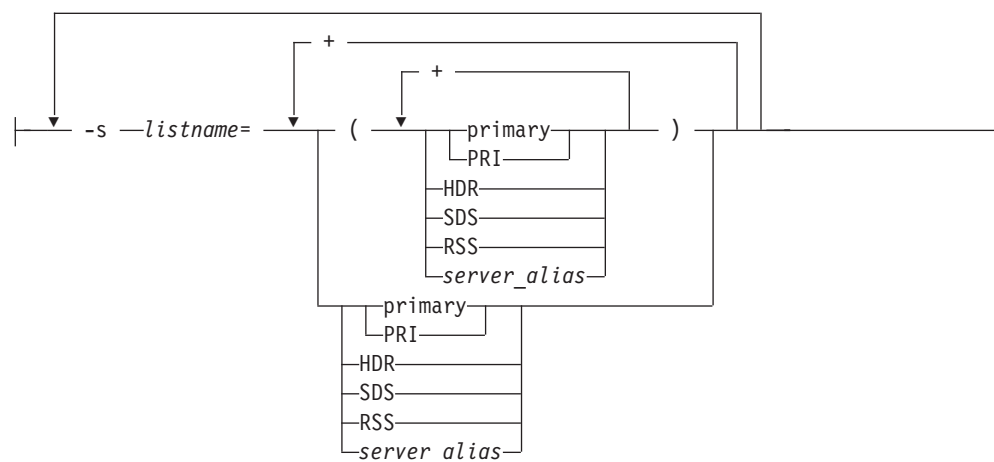 +
+
-s listname= ( primary )
PRI
HDR
SDS
RSS
server_alias
primary
PRI
HDR
SDS
RSS
server alias